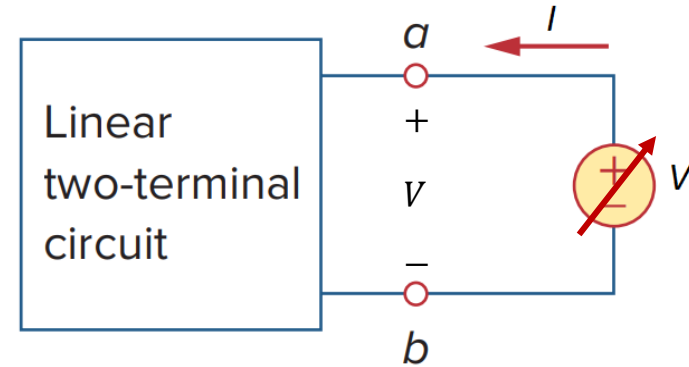 I
a
+
Linear
two-terminal
circuit
V
+
−
V
−
b